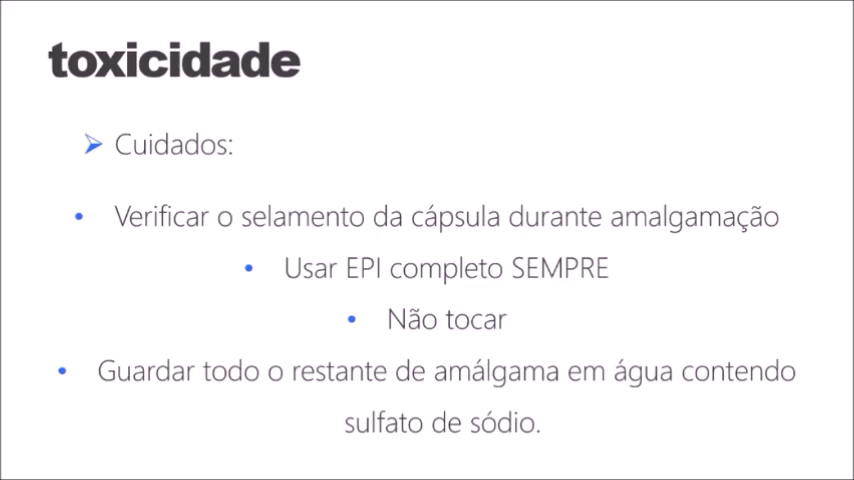 toxicidade
➢ Cuidados:
• Verificar o selamento da cápsula durante amalgamação
• Usar EPI completo SEMPRE
• Não tocar
• Guardar todo o restante de amálgama em água contendo
sulfato de sódio.